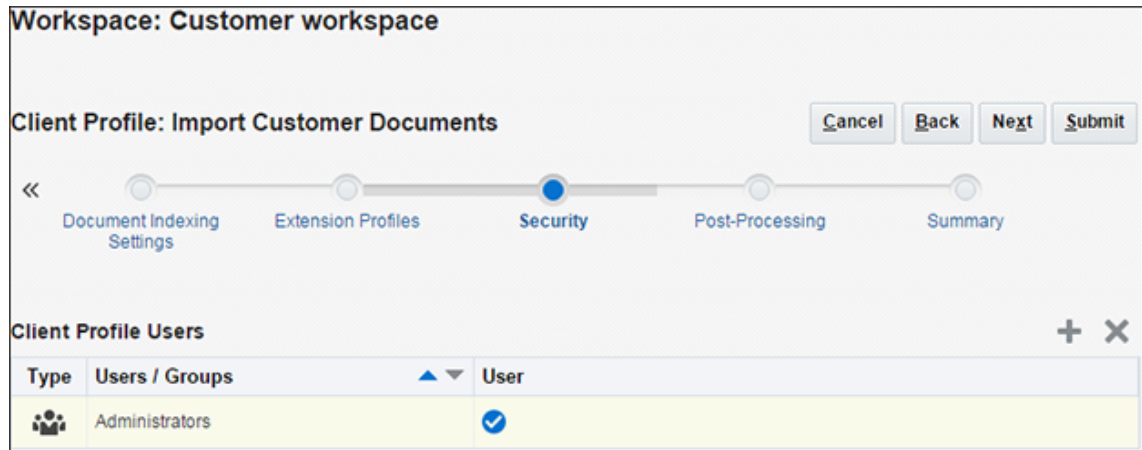 Workspace: Customer workspace
Client Profile: Import Customer Documents
Cancel Back Next Submit
«
Document Indexing Settings
Extension Profiles
Security
Post-Processing
Summary
Client Profile Users
Type Users / Groups User
Administrators